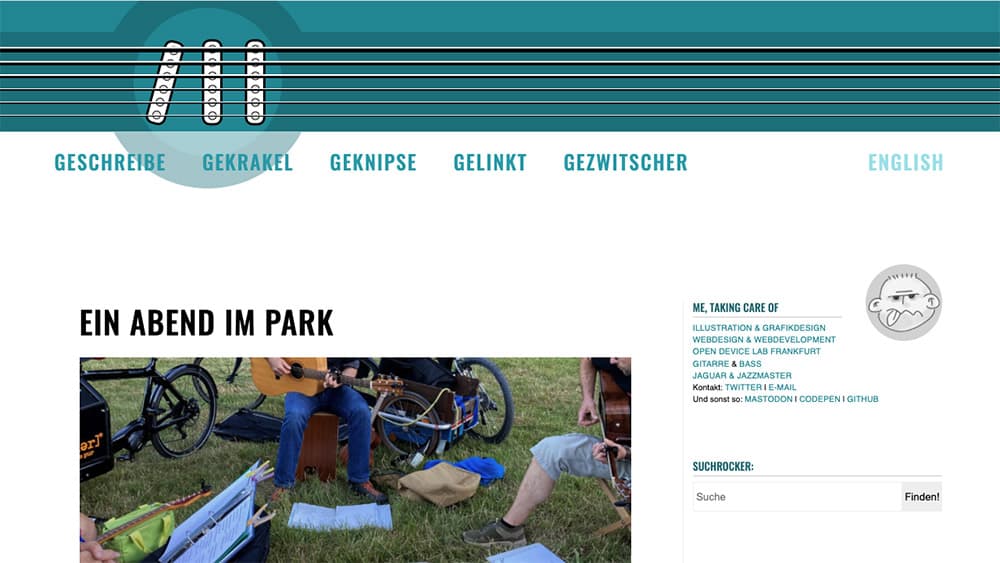 GESCHREIBE GEKRAKEL GEKNIPSE GELINKT GEZWITSCHER ENGLISH
EIN ABEND IM PARK
ME, TAKING CARE OF
ILLUSTRATION & GRAFIKDESIGN
WEBDESIGN & WEBDEVELOPMENT
OPEN DEVICE LAB FRANKFURT
GITARRE & BASS
JAGUAR & JAZZMASTER
Kontakt: TWITTER I E-MAIL
Und sonst so: MASTODON I CODEPEN I GITHUB
SUCHROCKER:
Suche Finden!